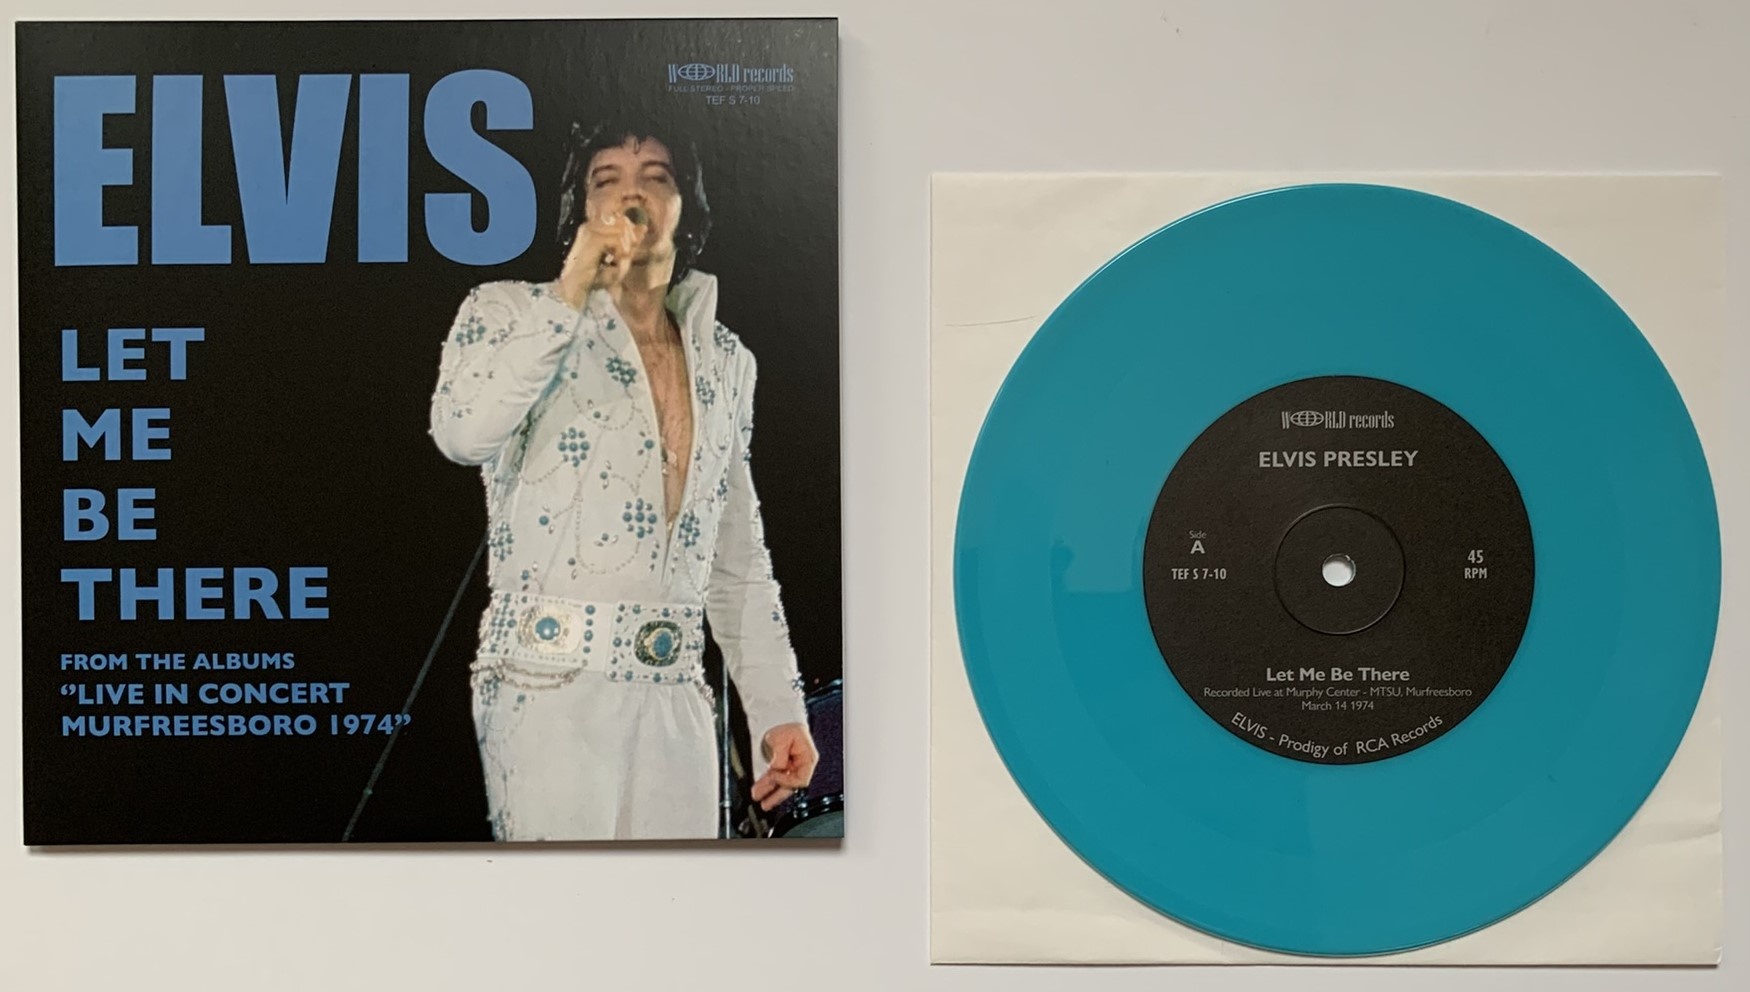 ELVIS
WORLD records
FULL STEREO - PROPER SPEED
TEF S 7-10
LET
ME
BE
THERE
FROM THE ALBUMS
"LIVE IN CONCERT
MURFREESBORO 1974”
WORLD records
ELVIS PRESLEY
Side
A
TEF S 7-10
45
RPM
Let Me Be There
Recorded Live at Murphy Center - MTSU, Murfreesboro
March 14 1974
ELVIS - Prodigy of RCA Records